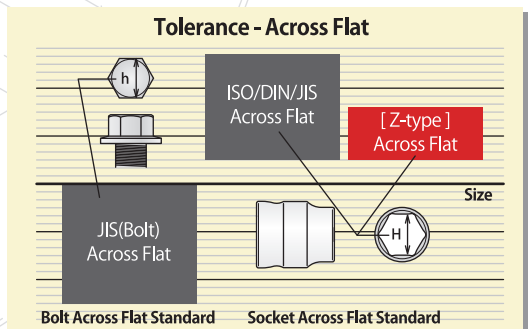 Tolerance - Across Flat
h
ISO/DIN/JIS
Across Flat
[ Z-type ]
Across Flat
Size
JIS(Bolt)
Across Flat
H
Bolt Across Flat Standard
Socket Across Flat Standard